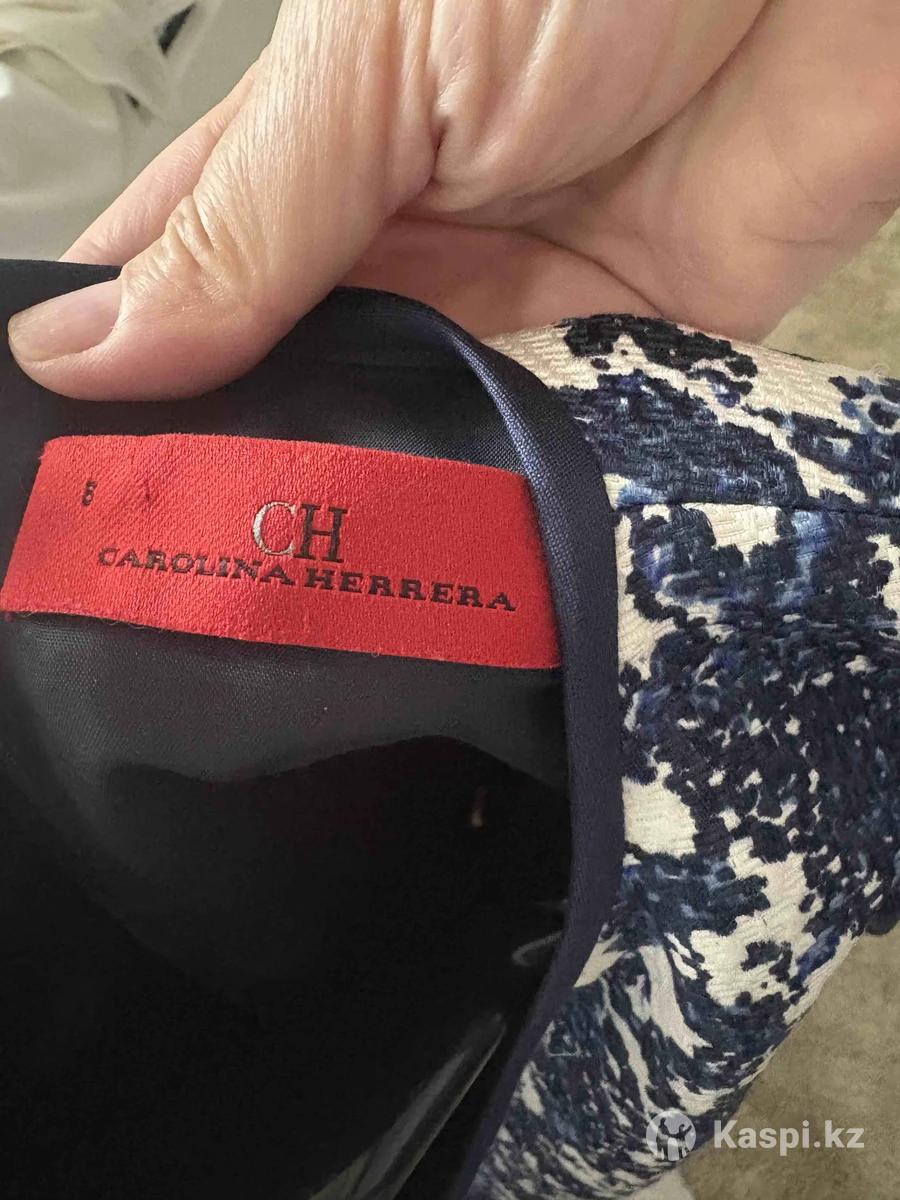 8
CH
CAROLINA HERRERA
Kaspi.kz